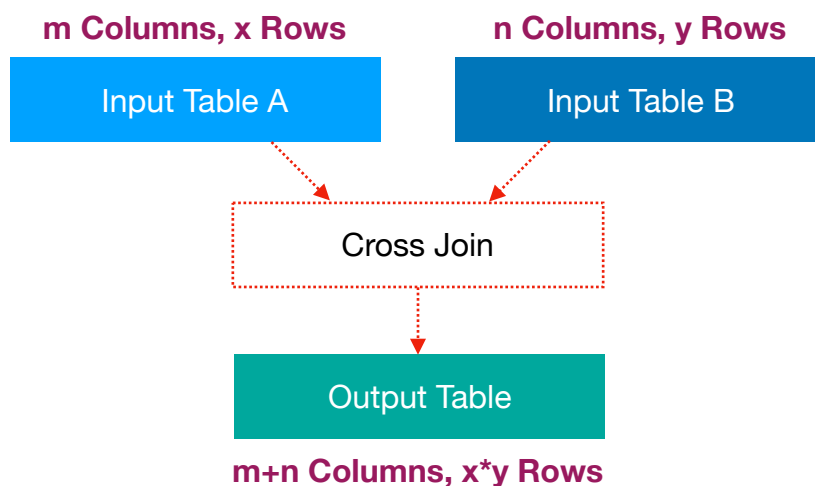 m Columns, x Rows
n Columns, y Rows
Input Table A
Input Table B
Cross Join
Output Table
m+n Columns, x*y Rows